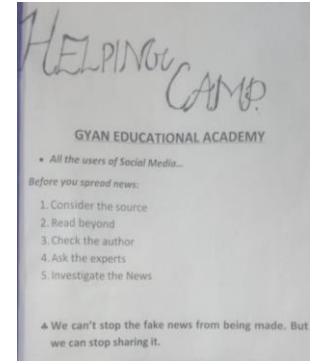 HELPING
CAMP
GYAN EDUCATIONAL ACADEMY
• All the users of Social Media...
Before you spread news:
1. Consider the source
2. Read beyond
3. Check the author
4. Ask the experts
5. Investigate the News
♣ We can't stop the fake news from being made. But
we can stop sharing it.